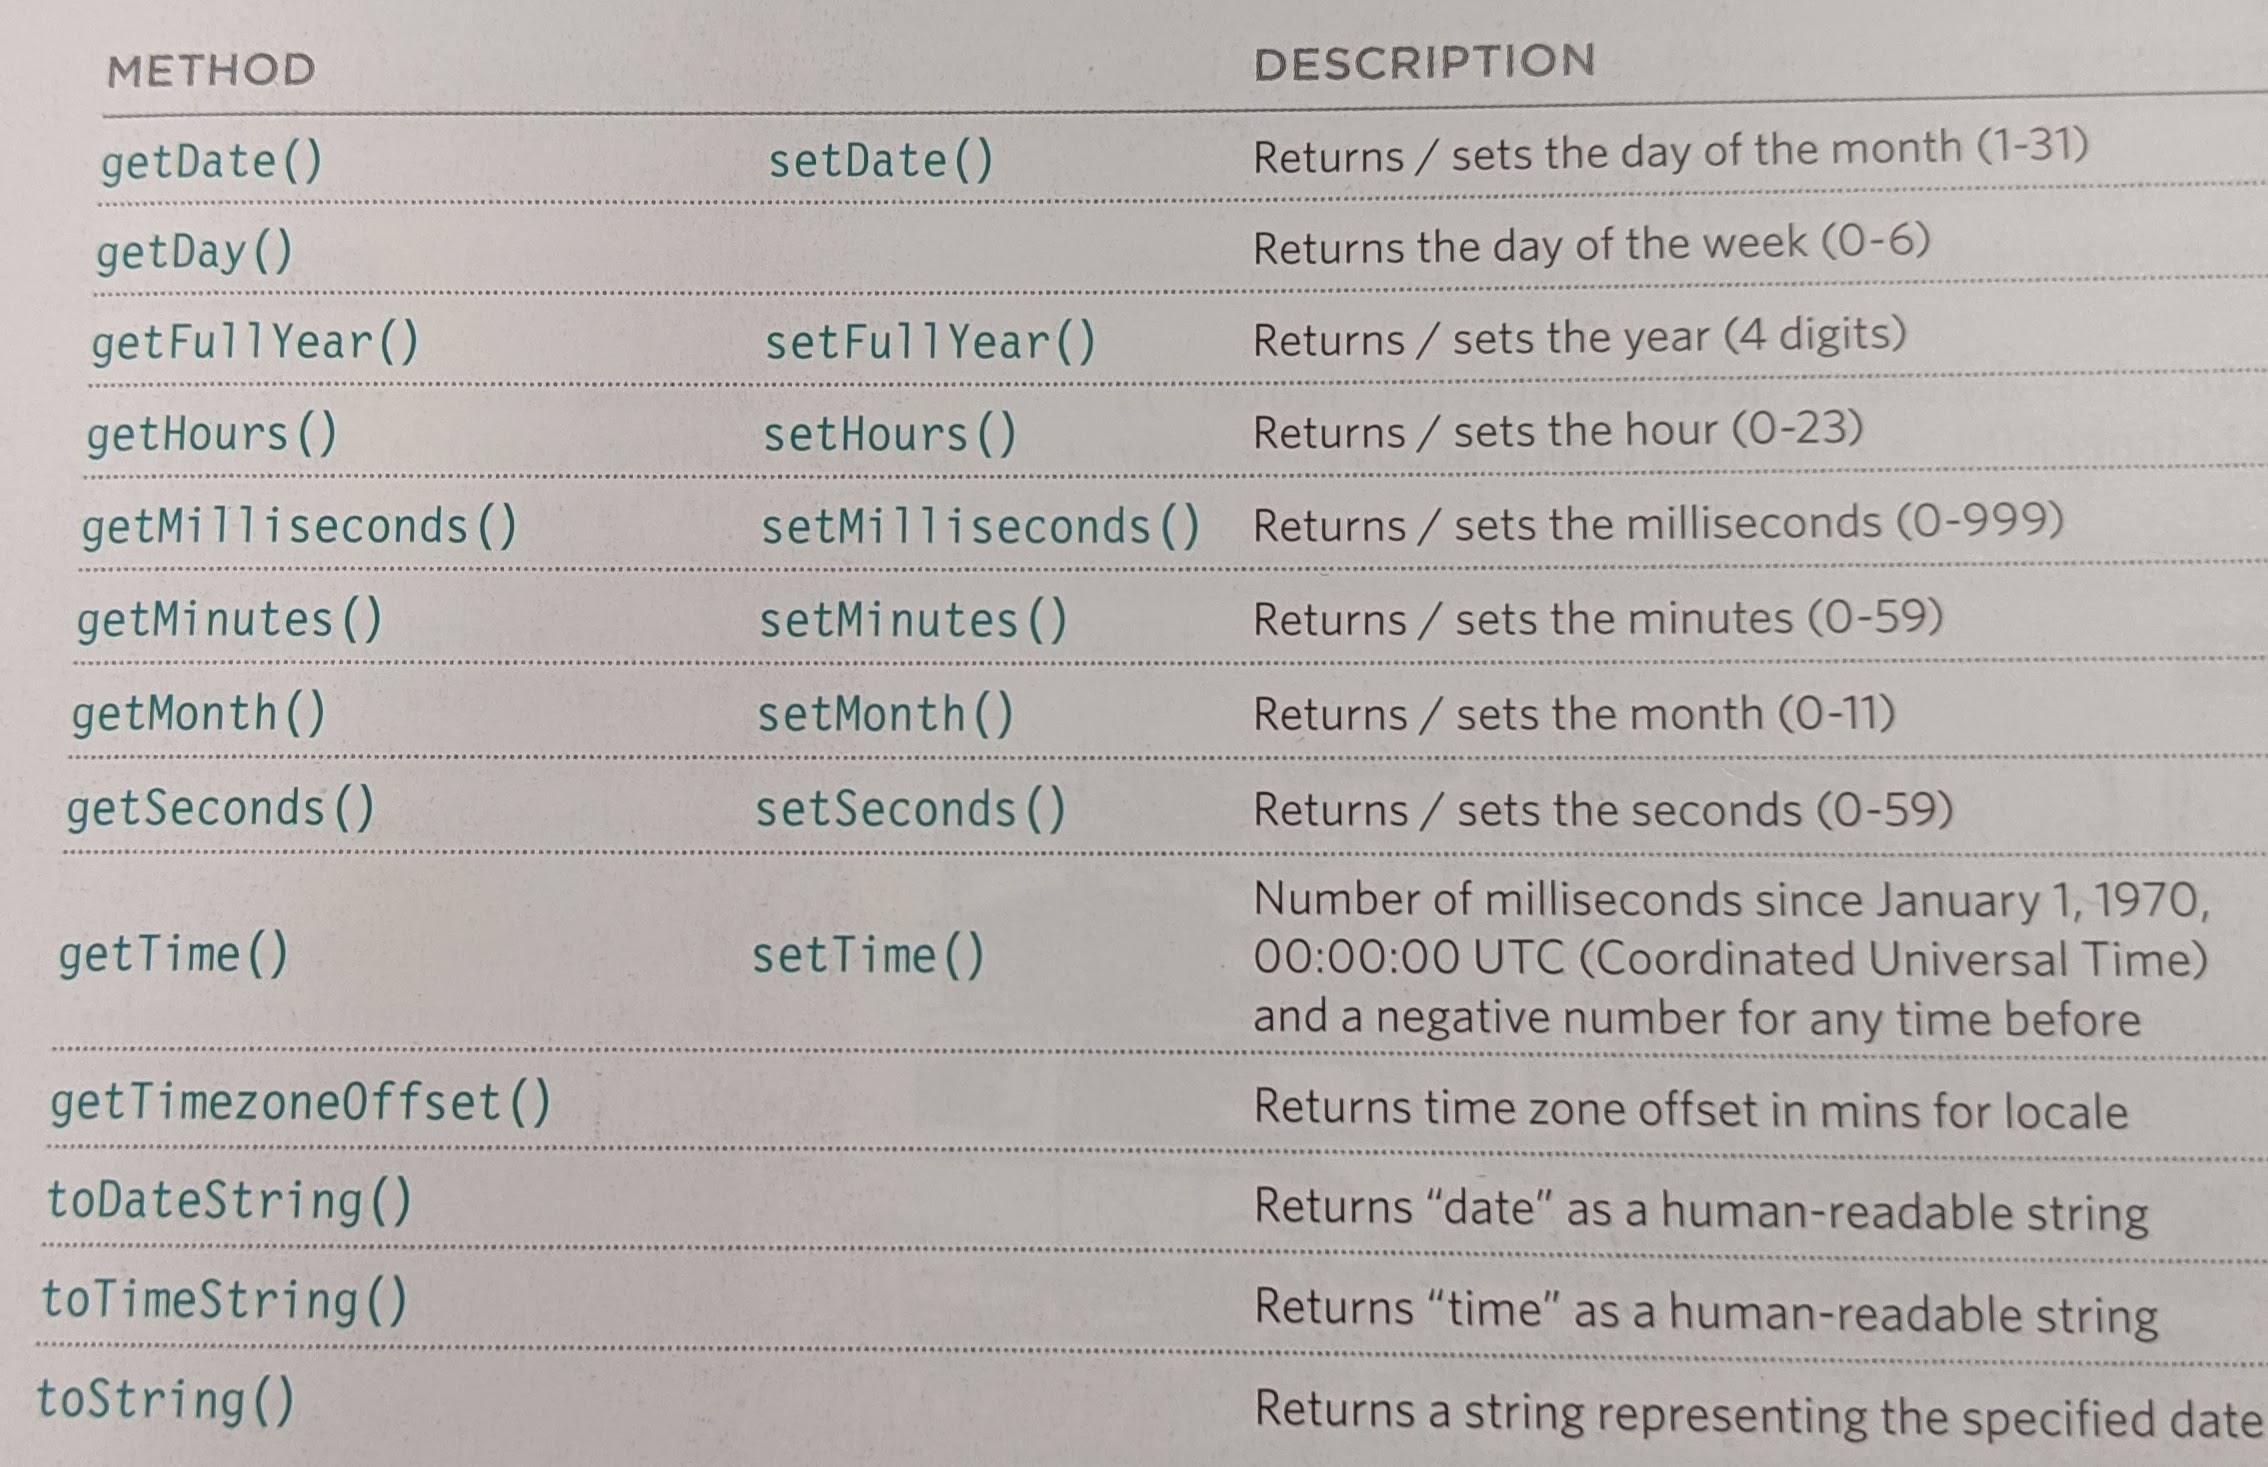 METHOD DESCRIPTION
getDate() setDate() Returns / sets the day of the month (1-31)
getDay() Returns the day of the week (0-6)
getFullYear() setFullYear() Returns / sets the year (4 digits)
getHours() setHours() Returns / sets the hour (0-23)
getMilliseconds() setMilliseconds() Returns / sets the milliseconds (0-999)
getMinutes() setMinutes() Returns / sets the minutes (0-59)
getMonth() setMonth() Returns / sets the month (0-11)
getSeconds() setSeconds() Returns / sets the seconds (0-59)
getTime() setTime() Number of milliseconds since January 1, 1970,
00:00:00 UTC (Coordinated Universal Time)
and a negative number for any time before
getTimezoneOffset() Returns time zone offset in mins for locale
toDateString() Returns “date” as a human-readable string
toTimeString() Returns “time” as a human-readable string
toString() Returns a string representing the specified date